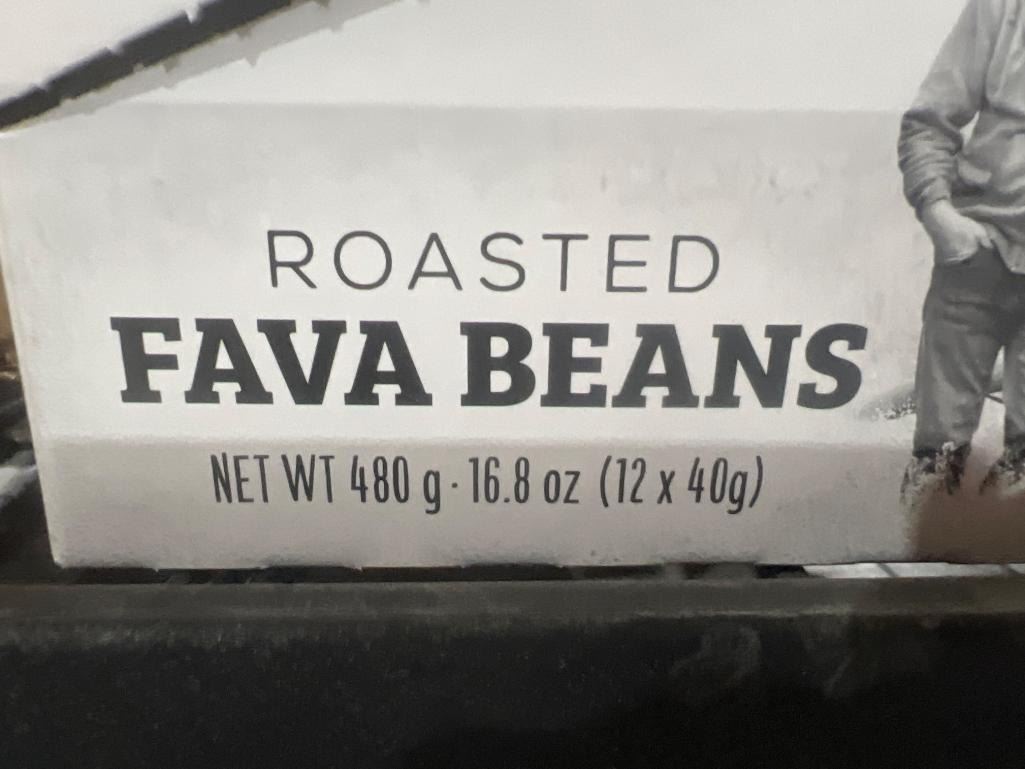 ROASTED
FAVA BEANS
NET WT 480 g · 16.8 oz (12 x 40g)